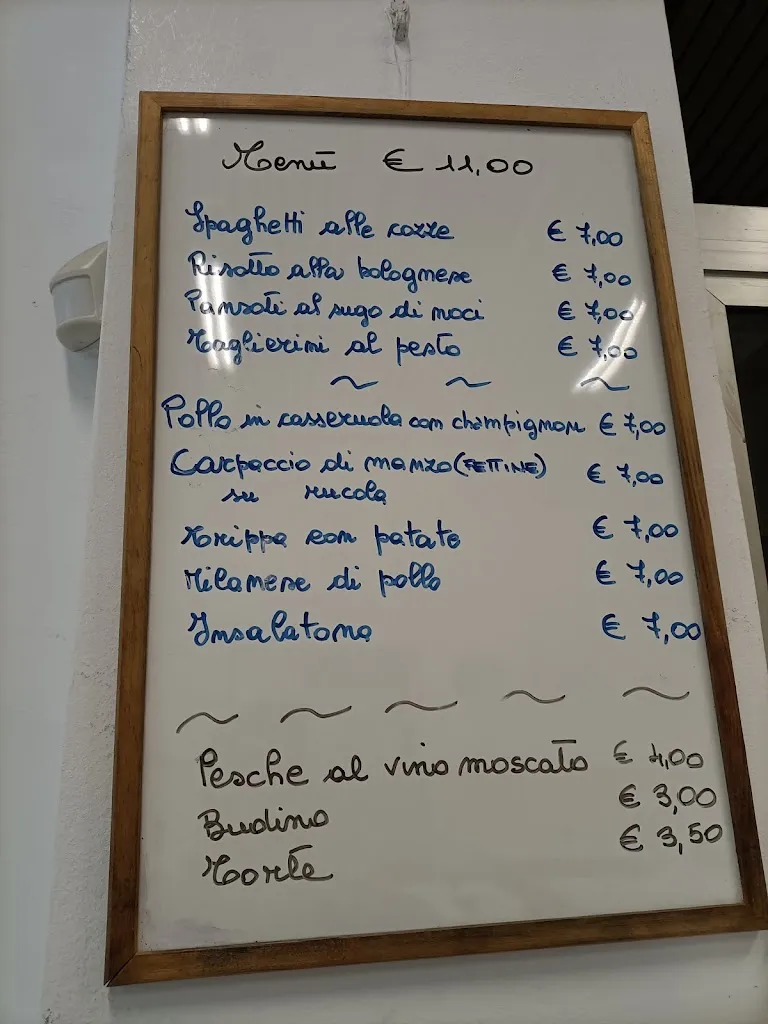 Menù € 11,00
Spaghetti alle cozze € 7,00
Risotto alla bolognese € 7,00
Pansoti al sugo di noci € 7,00
Taglierini al pesto € 7,00
Pollo in casseruola con champignon € 7,00
Carpaccio di manzo (FETTINE) € 7,00
su rucola
Trippa con patate € 7,00
Milanese di pollo € 7,00
Insalatona € 7,00
Pesche al vino moscato € 4,00
Budino € 3,00
Torte € 3,50